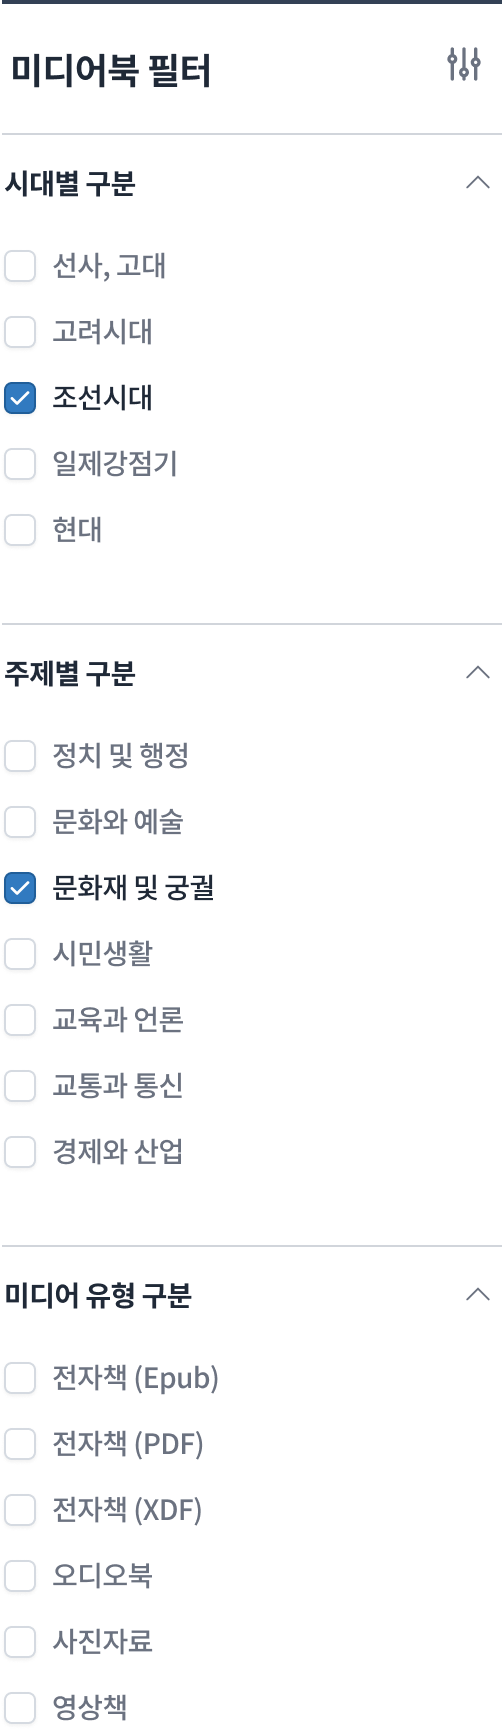 미디어북 필터
시대별 구분
선사, 고대
고려시대
조선시대
일제강점기
현대
주제별 구분
정치 및 행정
문화와 예술
문화재 및 궁궐
시민생활
교육과 언론
교통과 통신
경제와 산업
미디어 유형 구분
전자책 (Epub)
전자책 (PDF)
전자책 (XDF)
오디오북
사진자료
영상책